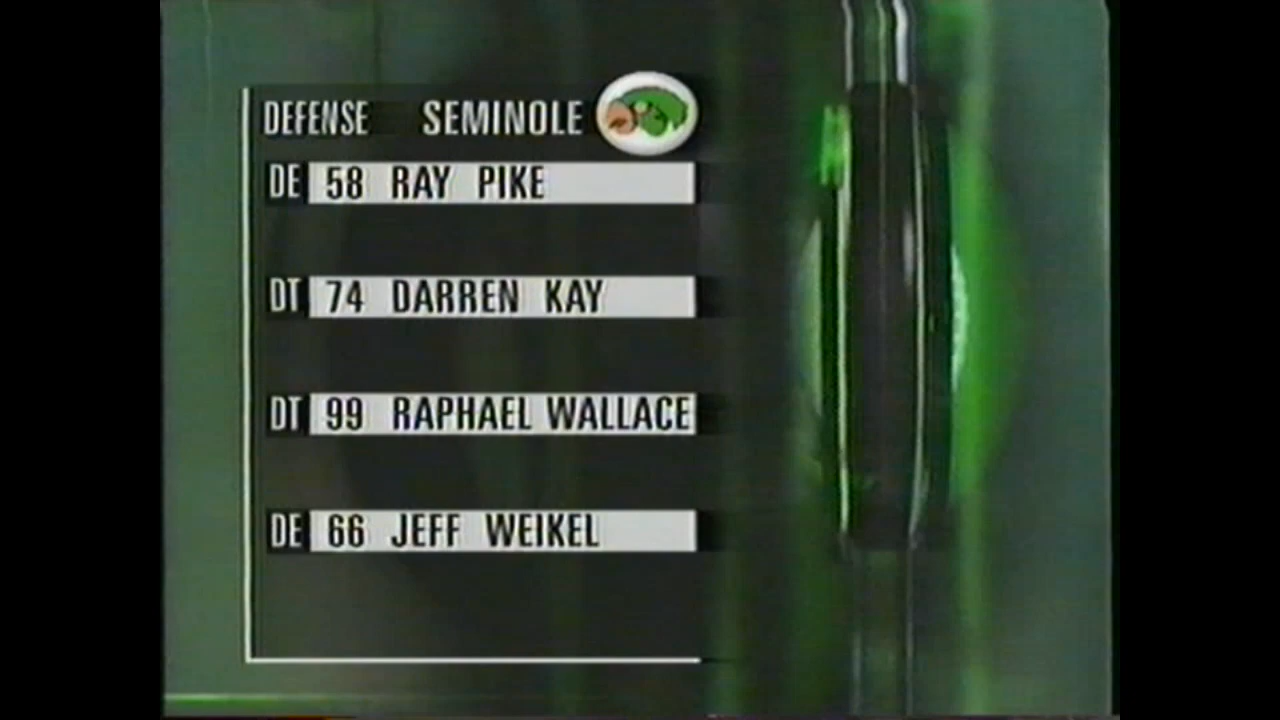 DEFENSE SEMINOLE
DE 58 RAY PIKE
DT 74 DARREN KAY
DT 99 RAPHAEL WALLACE
DE 66 JEFF WEIKEL